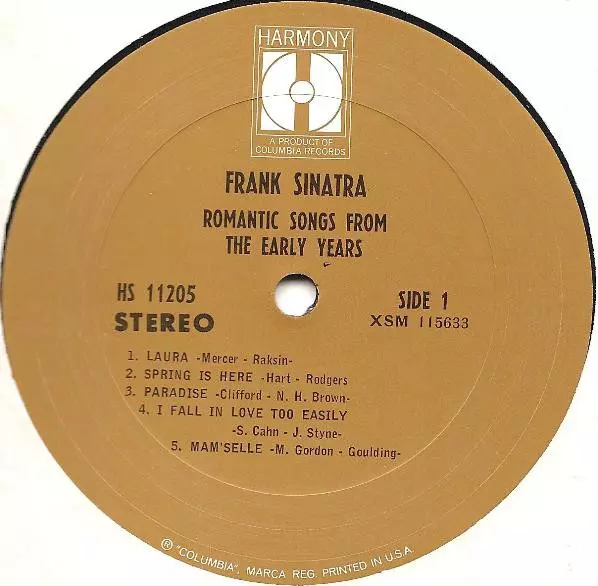 HARMONY
A PRODUCT OF
COLUMBIA RECORDS
FRANK SINATRA
ROMANTIC SONGS FROM
THE EARLY YEARS
HS 11205
SIDE 1
STEREO
XSM 115633
1. LAURA -Mercer - Raksin-
2. SPRING IS HERE -Hart - Rodgers
3. PARADISE -Clifford - N. H. Brown-
4. I FALL IN LOVE TOO EASILY
-S. Cahn - J. Styne-
5. MAM'SELLE -M. Gordon - Goulding-
® "COLUMBIA", MARCA REG. PRINTED IN U.S.A.